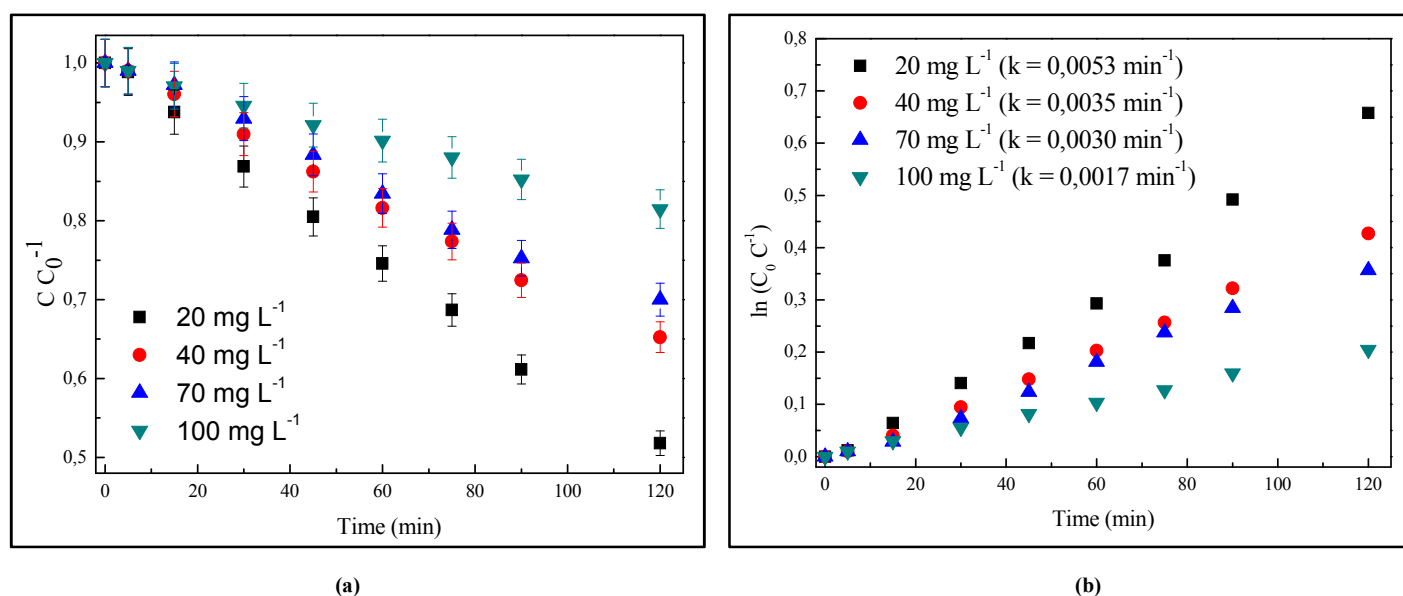 1,0
0,9
0,8
0,7
0,6
0,5
C C0-1
20 mg L-1
40 mg L-1
70 mg L-1
100 mg L-1
0 20 40 60 80 100 120
Time (min)
(a)
0,8
0,7
0,6
0,5
0,4
0,3
0,2
0,1
0,0
ln (C0 C-1)
20 mg L-1 (k = 0,0053 min-1)
40 mg L-1 (k = 0,0035 min-1)
70 mg L-1 (k = 0,0030 min-1)
100 mg L-1 (k = 0,0017 min-1)
0 20 40 60 80 100 120
Time (min)
(b)